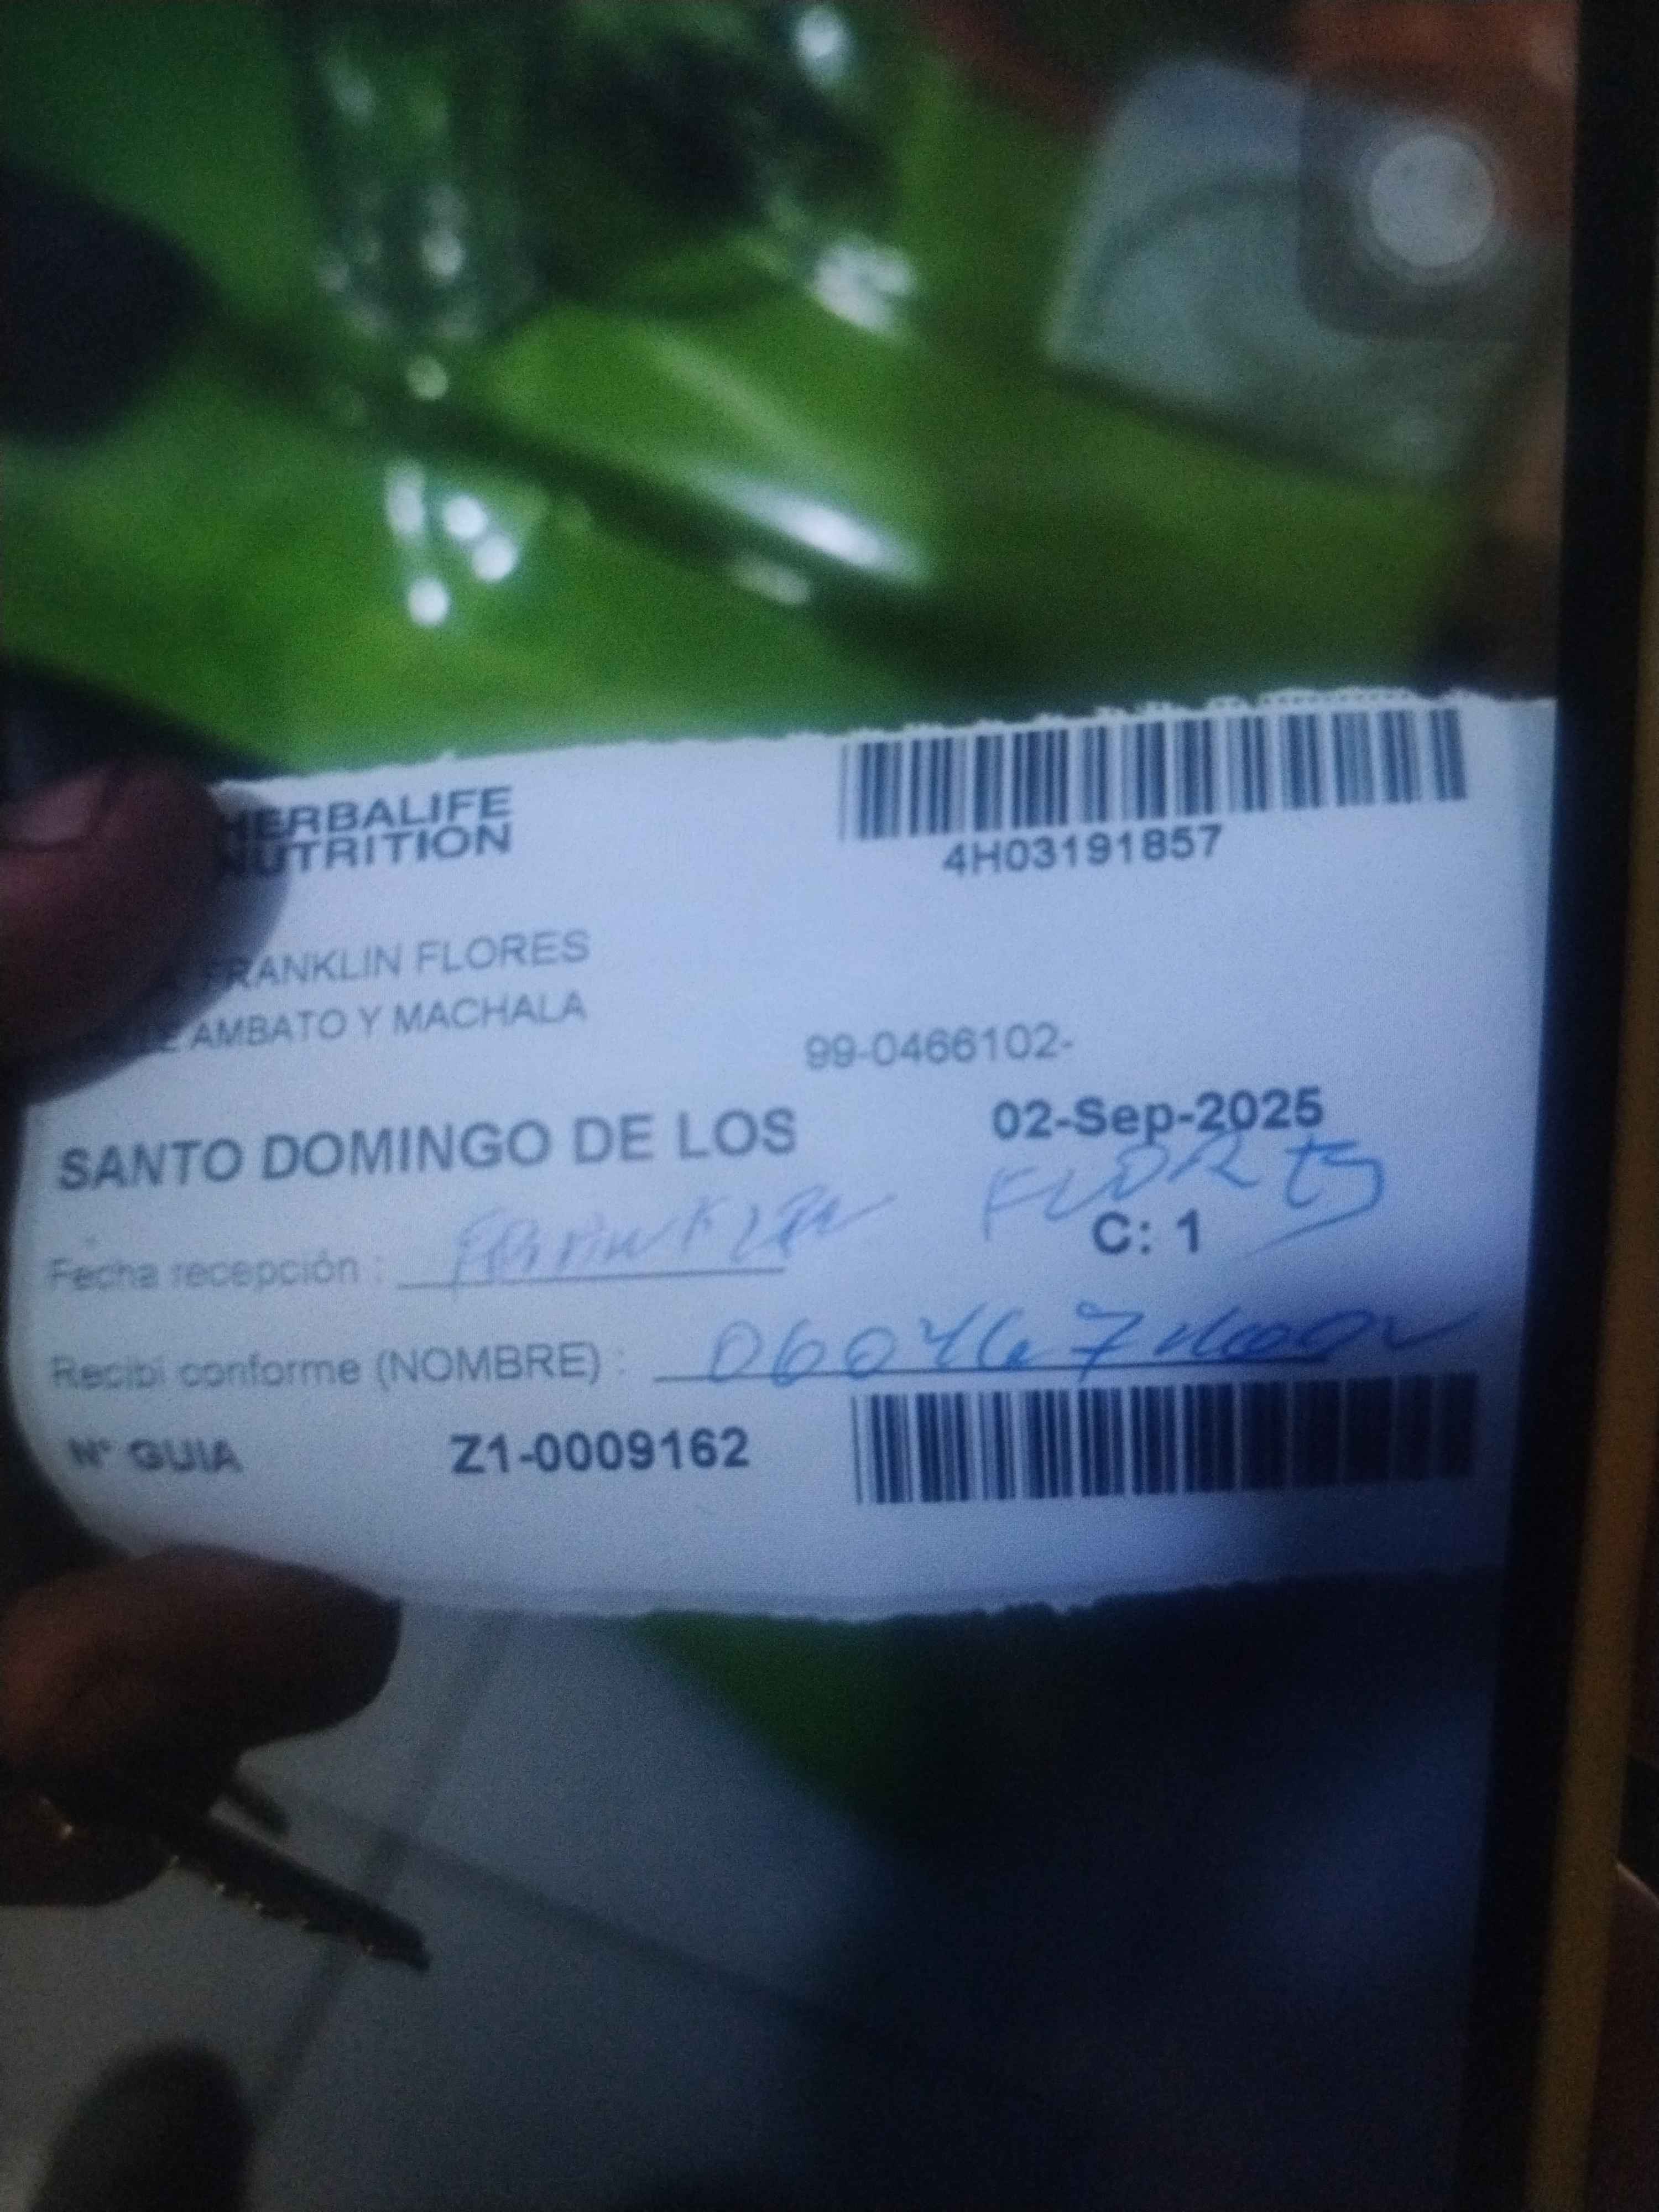 HERBALIFE
NUTRITION
4H03191857
FRANKLIN FLORES
AMBATO Y MACHALA
99-0466102-
SANTO DOMINGO DE LOS
02-Sep-2025
FLORES
Fecha recepción :
C: 1
Recibí conforme (NOMBRE) :
N° GUIA Z1-0009162